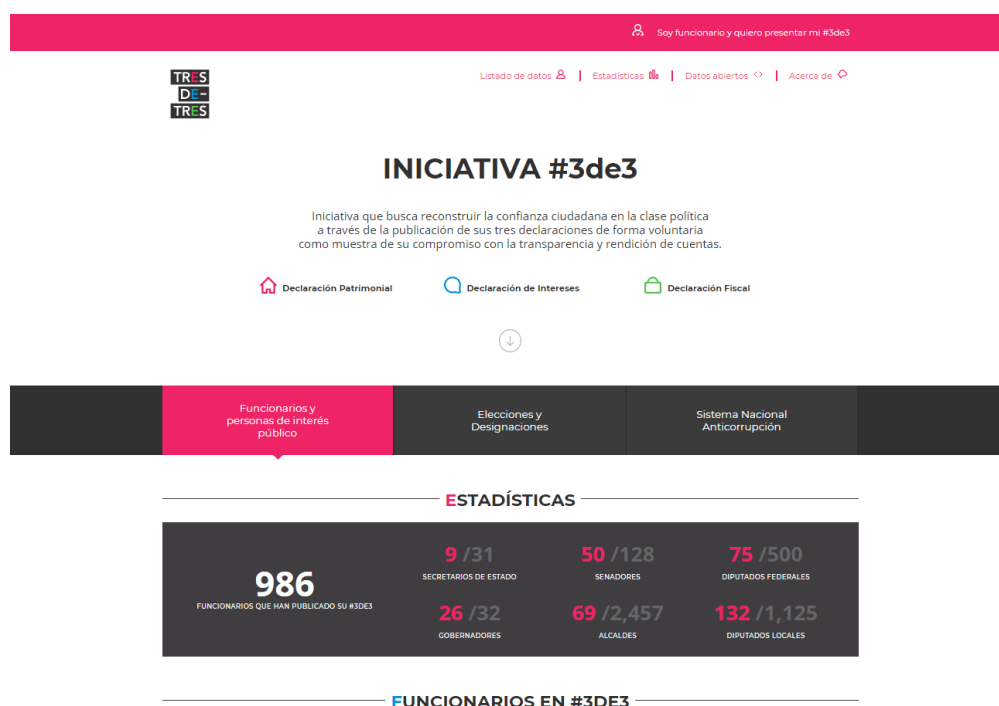 Soy funcionario y quiero presentar mi #3de3
TRES
DE-
TRES
Listado de datos | Estadísticas | Datos abiertos | Acerca de
INICIATIVA #3de3
Iniciativa que busca reconstruir la confianza ciudadana en la clase política
a través de la publicación de sus tres declaraciones de forma voluntaria
como muestra de su compromiso con la transparencia y rendición de cuentas.
Declaración Patrimonial
Declaración de Intereses
Declaración Fiscal
Funcionarios y
personas de interés
público
Elecciones y
Designaciones
Sistema Nacional
Anticorrupción
ESTADÍSTICAS
986
FUNCIONARIOS QUE HAN PUBLICADO SU #3DE3
9 /31
SECRETARIOS DE ESTADO
50 /128
SENADORES
75 /500
DIPUTADOS FEDERALES
26 /32
GOBERNADORES
69 /2,457
ALCALDES
132 /1,125
DIPUTADOS LOCALES
FUNCIONARIOS EN #3DE3